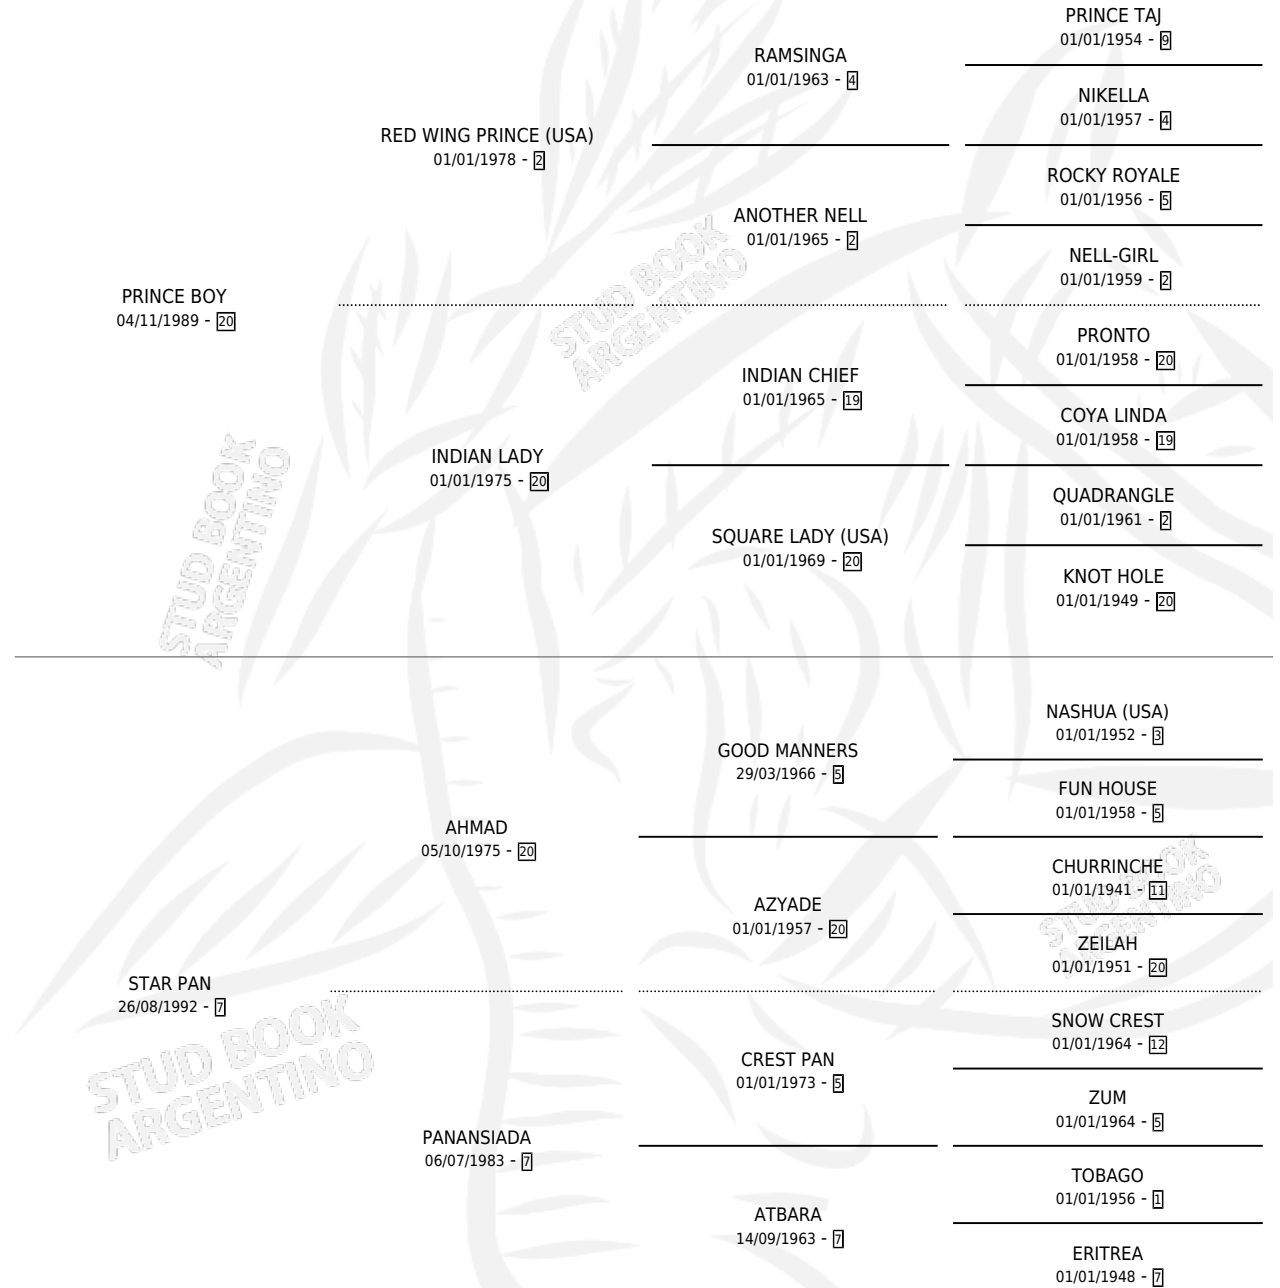 PRINCE TAJ
01/01/1954 - 9
RAMSINGA
01/01/1963 - 4
NIKELLA
01/01/1957 - 4
RED WING PRINCE (USA)
01/01/1978 - 2
ROCKY ROYALE
01/01/1956 - 5
ANOTHER NELL
01/01/1965 - 2
NELL-GIRL
01/01/1959 - 2
PRINCE BOY
04/11/1989 - 20
PRONTO
01/01/1958 - 20
INDIAN CHIEF
01/01/1965 - 19
COYA LINDA
01/01/1958 - 19
INDIAN LADY
01/01/1975 - 20
QUADRANGLE
01/01/1961 - 2
SQUARE LADY (USA)
01/01/1969 - 20
KNOT HOLE
01/01/1949 - 20
NASHUA (USA)
01/01/1952 - 3
GOOD MANNERS
29/03/1966 - 5
FUN HOUSE
01/01/1958 - 5
AHMAD
05/10/1975 - 20
CHURRINCHE
01/01/1941 - 11
AZYADE
01/01/1957 - 20
ZEILAH
01/01/1951 - 20
STAR PAN
26/08/1992 - 7
SNOW CREST
01/01/1964 - 12
CREST PAN
01/01/1973 - 5
ZUM
01/01/1964 - 5
PANANSIADA
06/07/1983 - 7
TOBAGO
01/01/1956 - 1
ATBARA
14/09/1963 - 7
ERITREA
01/01/1948 - 7
STUD BOOK
ARGENTINO
STUD BOOK
ARGENTINO
STUD BOOK
ARGENTINO
STUD BOOK
ARGENTINO